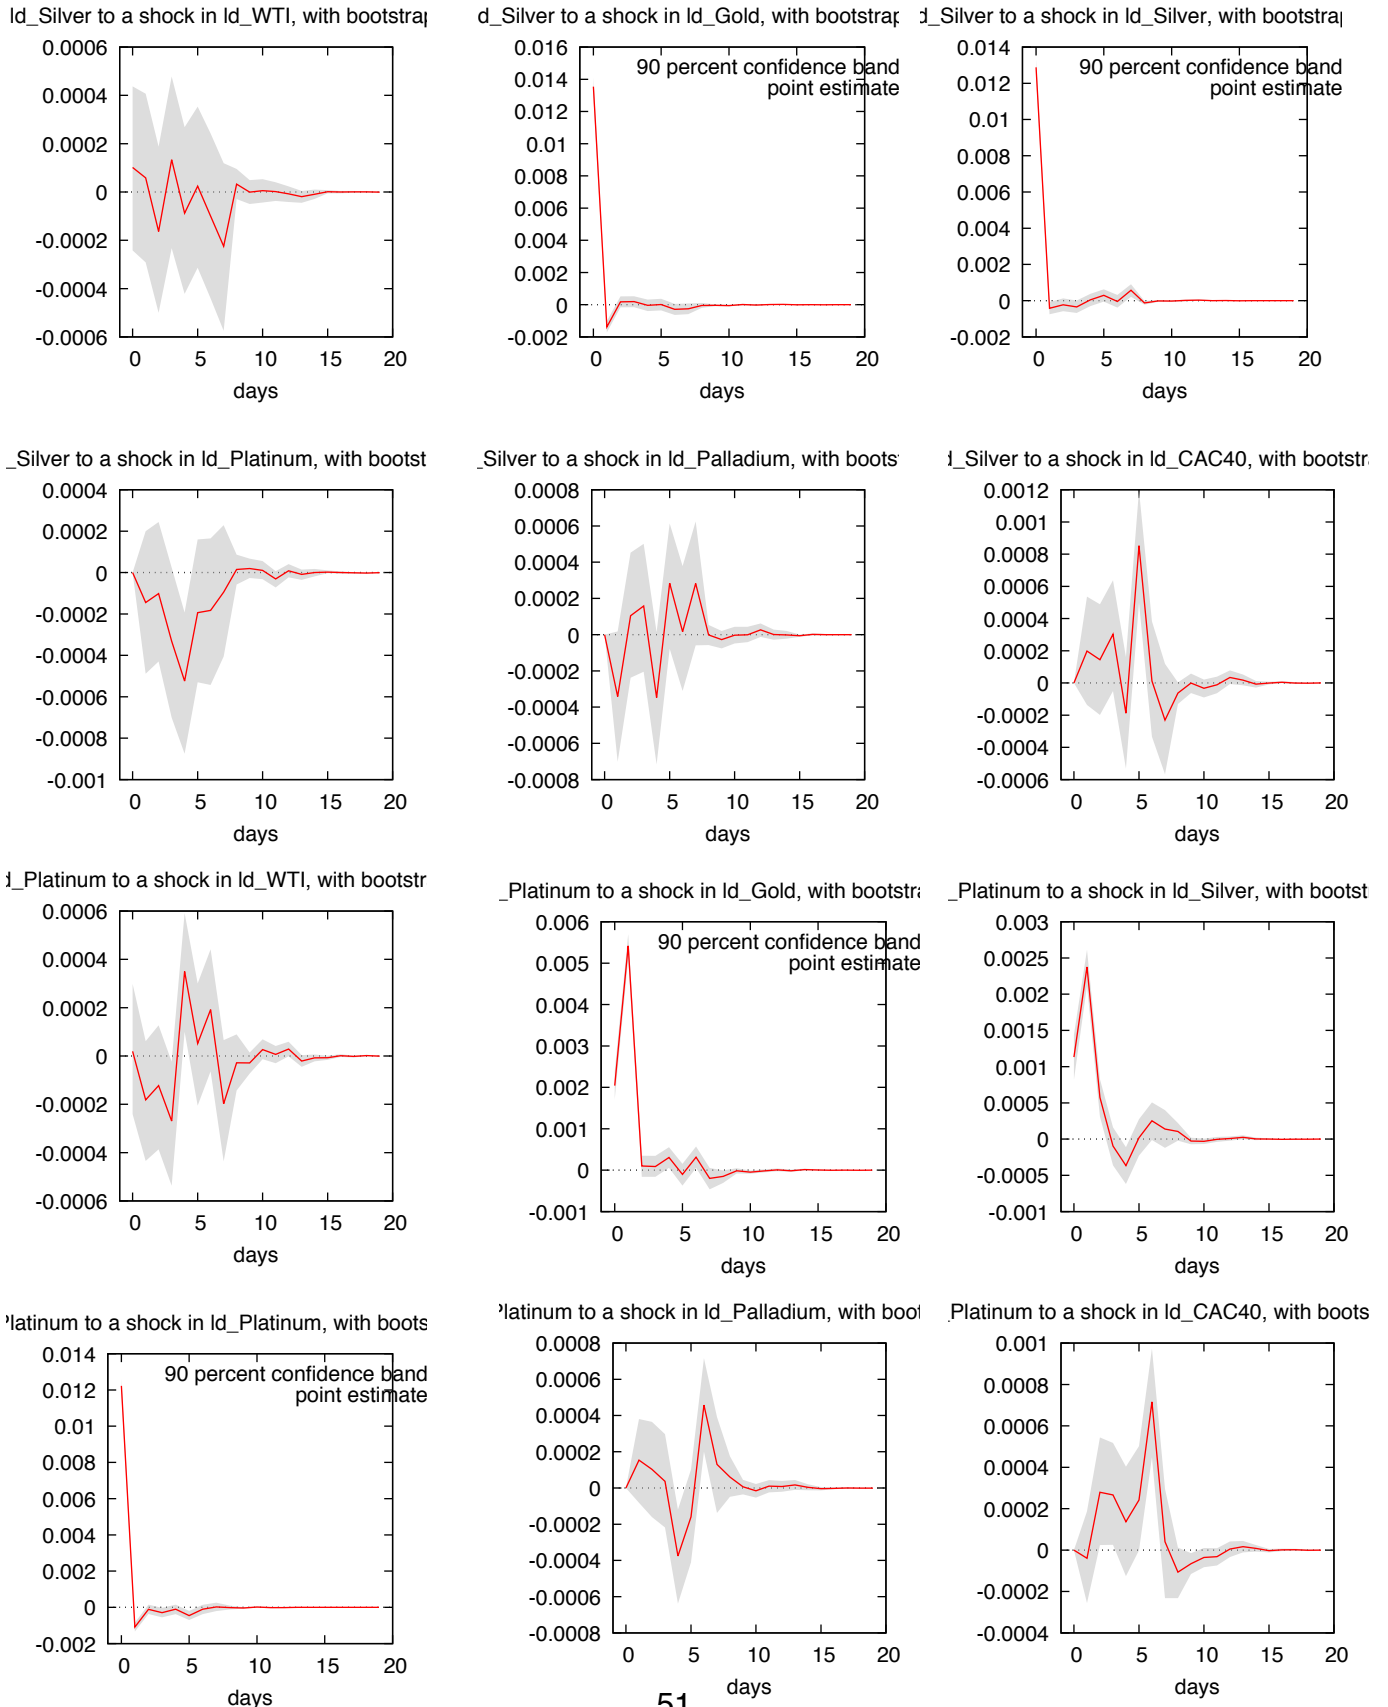 ld_Silver to a shock in ld_WTI, with bootstrap
0.0006
0.0004
0.0002
0
-0.0002
-0.0004
-0.0006
0 5 10 15 20
days
d_Silver to a shock in ld_Gold, with bootstrap
0.016
0.014
0.012
0.01
0.008
0.006
0.004
0.002
0
-0.002
90 percent confidence band
point estimate
0 5 10 15 20
days
d_Silver to a shock in ld_Silver, with bootstrap
0.014
0.012
0.01
0.008
0.006
0.004
0.002
0
-0.002
90 percent confidence band
point estimate
0 5 10 15 20
days
_Silver to a shock in ld_Platinum, with bootst
0.0004
0.0002
0
-0.0002
-0.0004
-0.0006
-0.0008
-0.001
0 5 10 15 20
days
_Silver to a shock in ld_Palladium, with boots
0.0008
0.0006
0.0004
0.0002
0
-0.0002
-0.0004
-0.0006
-0.0008
0 5 10 15 20
days
d_Silver to a shock in ld_CAC40, with bootstr
0.0012
0.001
0.0008
0.0006
0.0004
0.0002
0
-0.0002
-0.0004
-0.0006
0 5 10 15 20
days
d_Platinum to a shock in ld_WTI, with bootstr
0.0006
0.0004
0.0002
0
-0.0002
-0.0004
-0.0006
0 5 10 15 20
days
_Platinum to a shock in ld_Gold, with bootstra
0.006
0.005
0.004
0.003
0.002
0.001
0
-0.001
90 percent confidence band
point estimate
0 5 10 15 20
days
_Platinum to a shock in ld_Silver, with bootst
0.003
0.0025
0.002
0.0015
0.001
0.0005
0
-0.0005
-0.001
0 5 10 15 20
days
Platinum to a shock in ld_Platinum, with boots
0.014
0.012
0.01
0.008
0.006
0.004
0.002
0
-0.002
90 percent confidence band
point estimate
0 5 10 15 20
days
Platinum to a shock in ld_Palladium, with boot
0.0008
0.0006
0.0004
0.0002
0
-0.0002
-0.0004
-0.0006
-0.0008
0 5 10 15 20
days
_Platinum to a shock in ld_CAC40, with boots
0.001
0.0008
0.0006
0.0004
0.0002
0
-0.0002
-0.0004
0 5 10 15 20
days
51